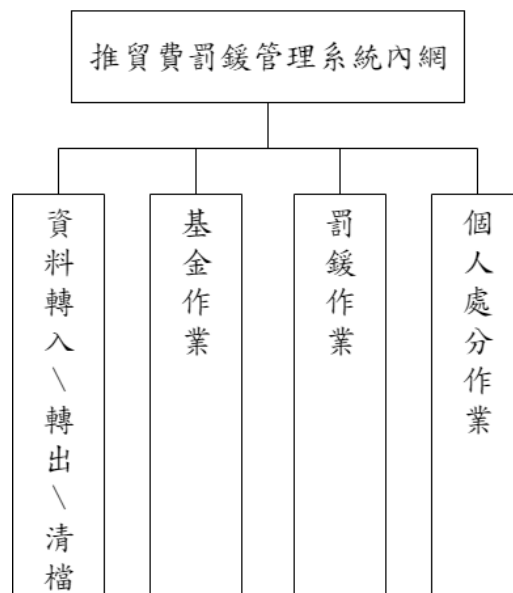 推貿費罰鍰管理系統內網
資料轉入\轉出\清檔
基金作業
罰鍰作業
個人處分作業